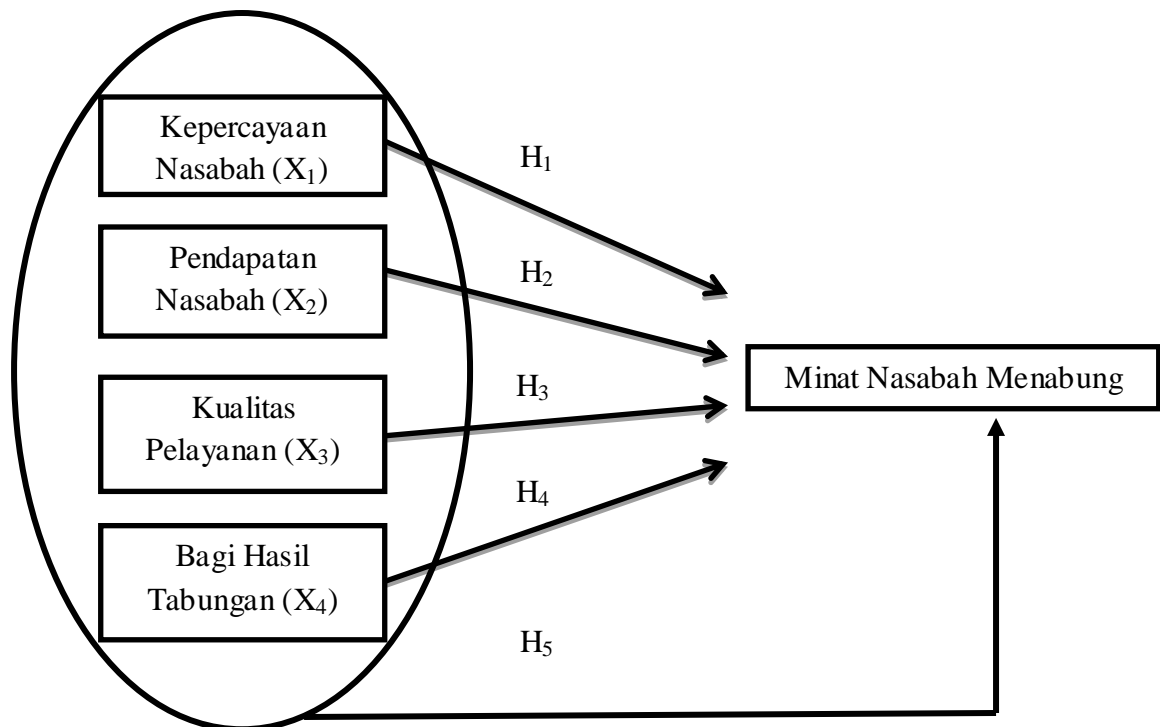 Kepercayaan
Nasabah (X₁)
H₁
Pendapatan
Nasabah (X₂)
H₂
Kualitas
Pelayanan (X₃)
H₃
Bagi Hasil
Tabungan (X₄)
H₄
H₅
Minat Nasabah Menabung